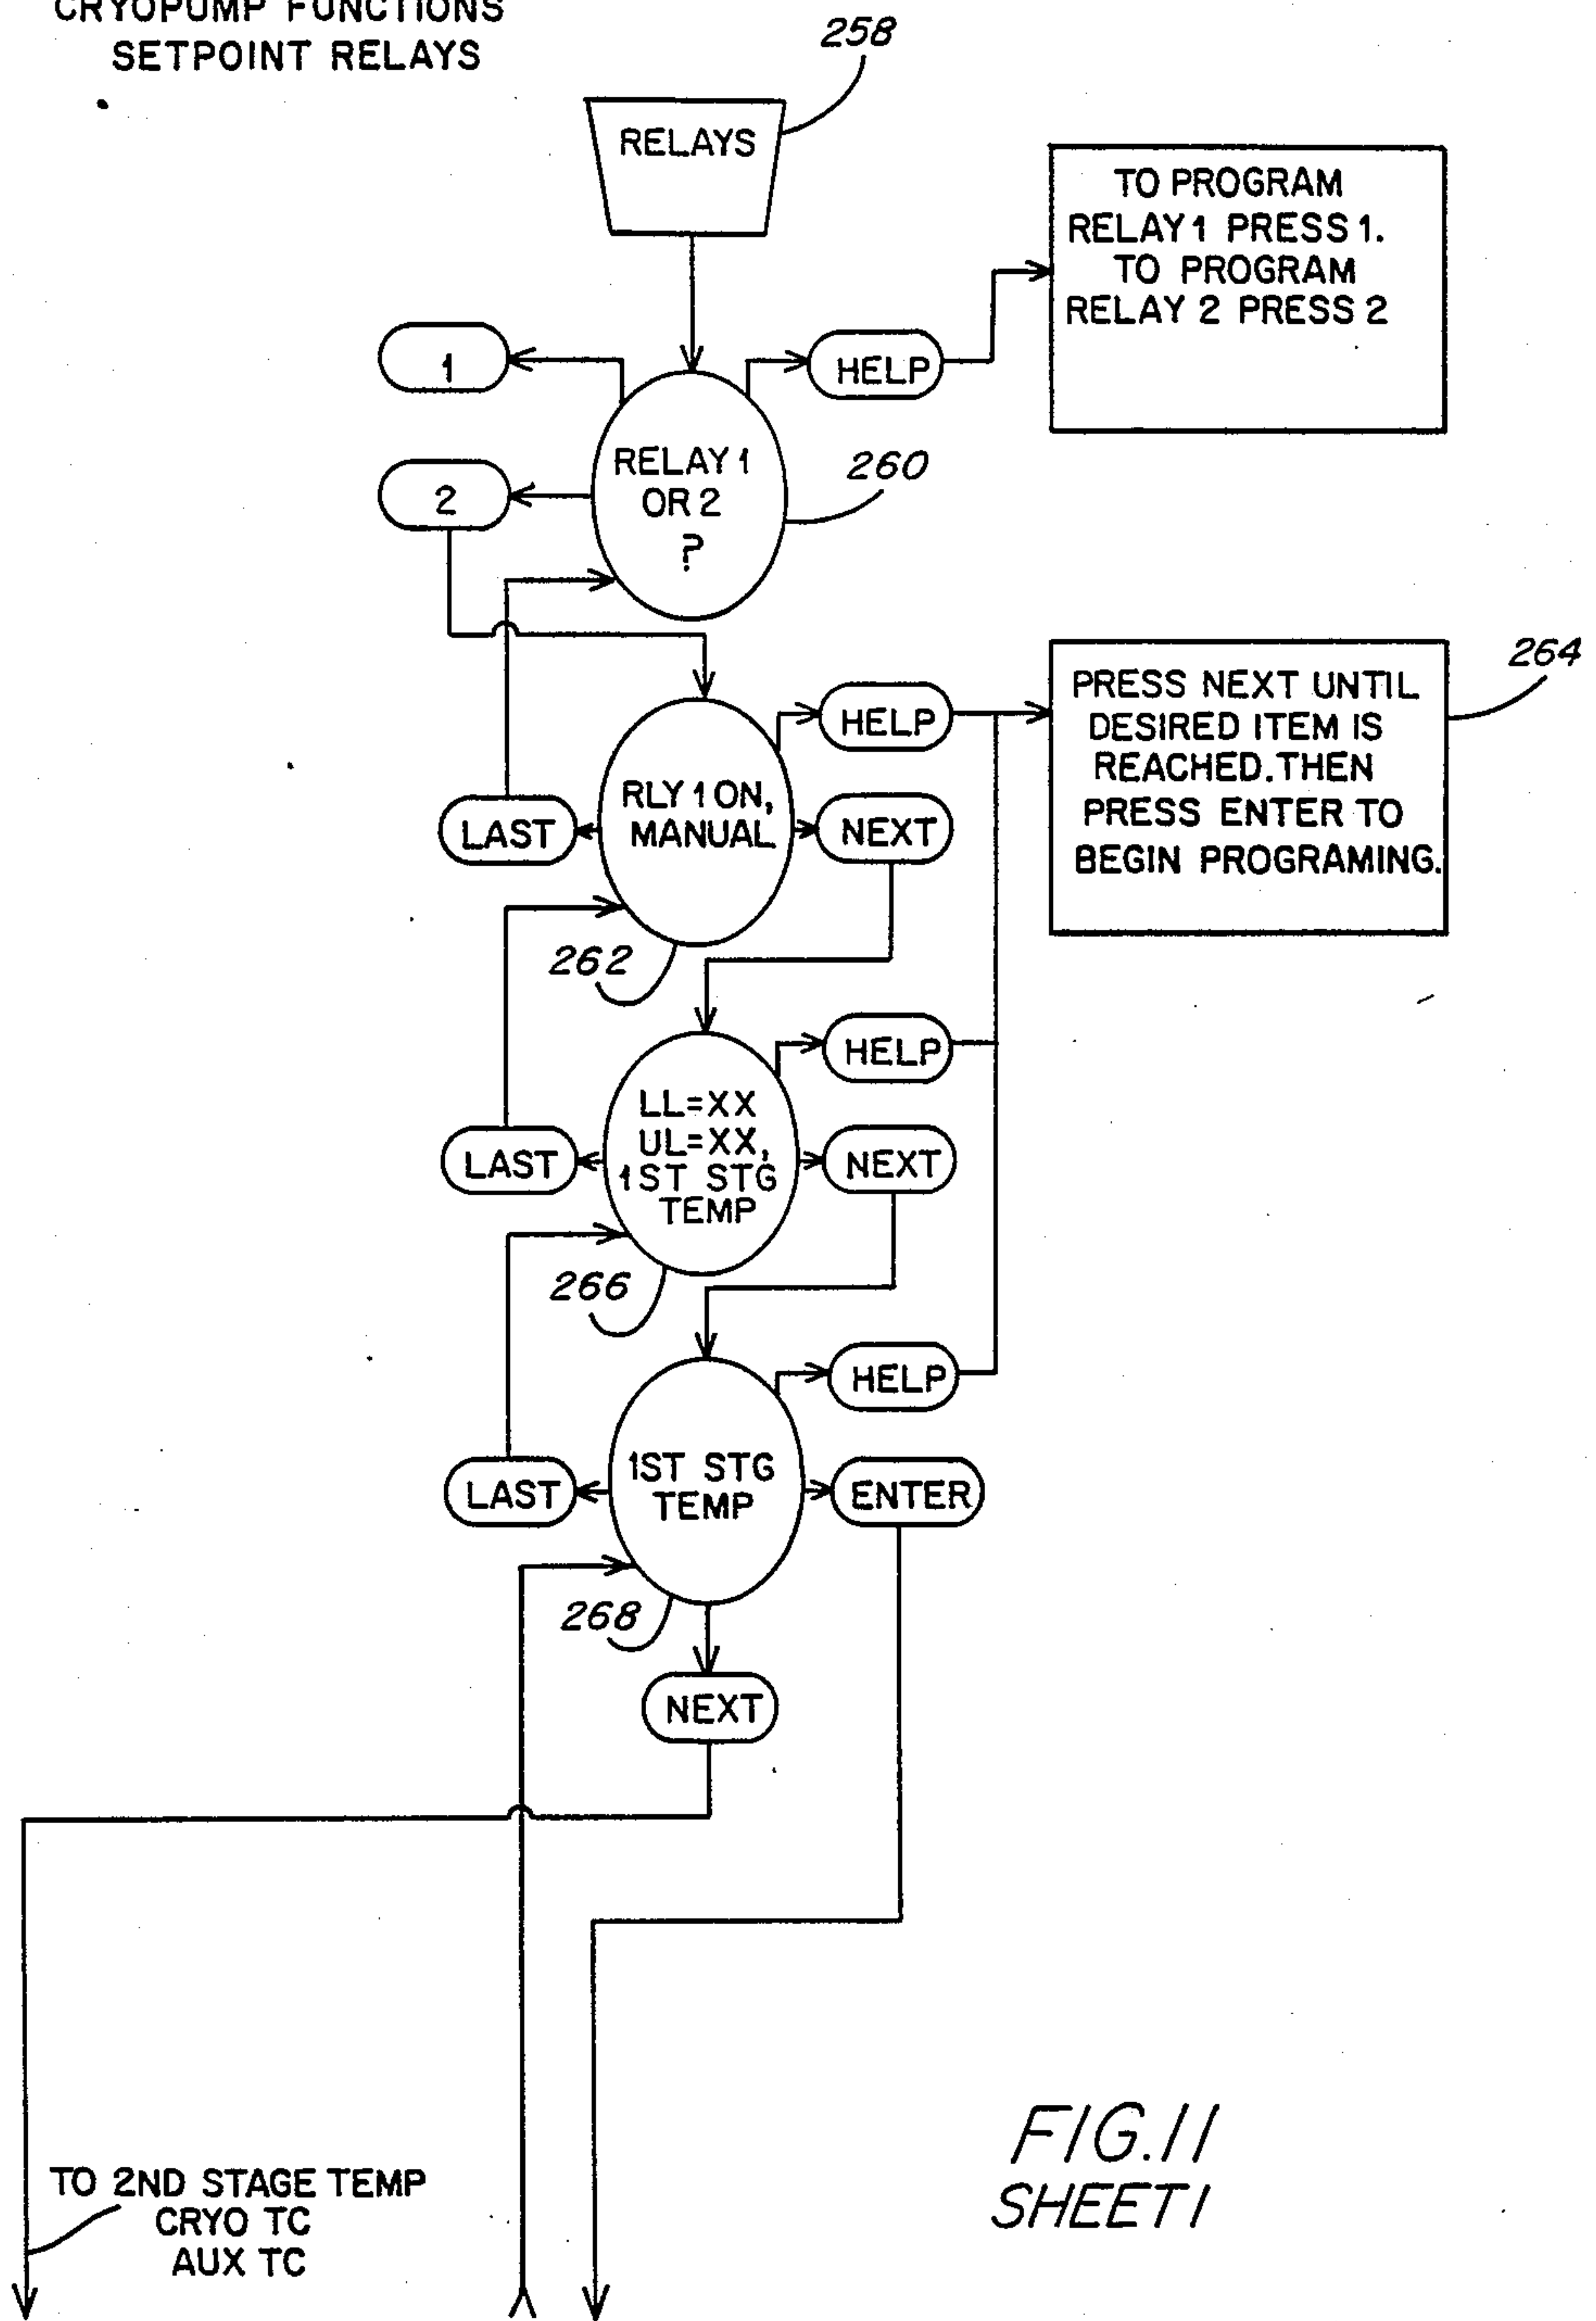 CRYOPUMP FUNCTIONS
SETPOINT RELAYS
258
RELAYS
TO PROGRAM
RELAY 1 PRESS 1.
TO PROGRAM
RELAY 2 PRESS 2
1
HELP
RELAY 1
OR 2
?
260
2
264
PRESS NEXT UNTIL
DESIRED ITEM IS
REACHED. THEN
PRESS ENTER TO
BEGIN PROGRAMING.
HELP
RLY 1 ON,
MANUAL
LAST
NEXT
262
HELP
LL=XX
UL=XX,
1ST STG
TEMP
LAST
NEXT
266
HELP
1ST STG
TEMP
LAST
ENTER
268
NEXT
TO 2ND STAGE TEMP
CRYO TC
AUX TC
FIG. 11
SHEET 1